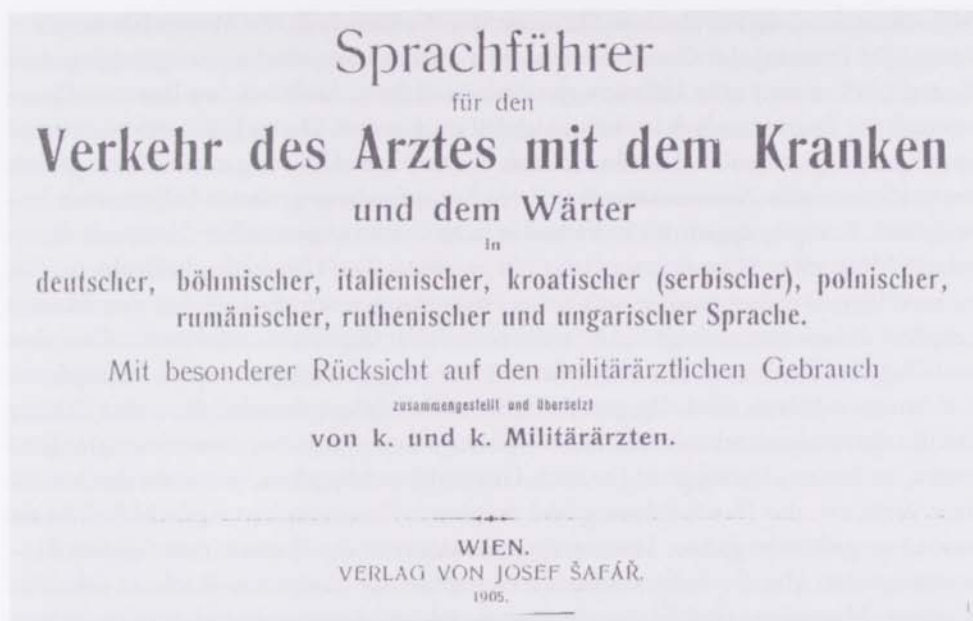 Sprachführer
für den
Verkehr des Arztes mit dem Kranken
und dem Wärter
in
deutscher, böhmischer, italienischer, kroatischer (serbischer), polnischer,
rumänischer, ruthenischer und ungarischer Sprache.
Mit besonderer Rücksicht auf den militärärztlichen Gebrauch
zusammengestellt und übersetzt
von k. und k. Militärärzten.
WIEN.
VERLAG VON JOSEF ŠAFÁŘ.
1905.